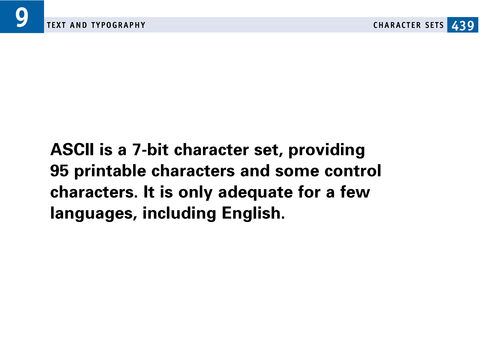 9
TEXT AND TYPOGRAPHY
CHARACTER SETS 439
ASCII is a 7-bit character set, providing
95 printable characters and some control
characters. It is only adequate for a few
languages, including English.